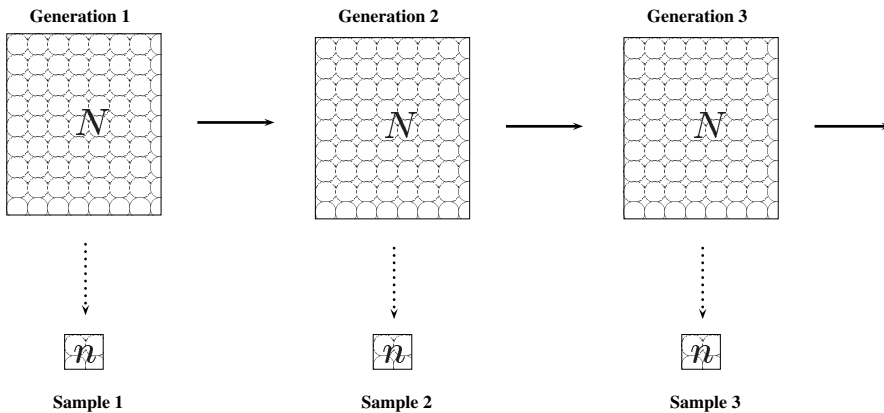 Generation 1
Generation 2
Generation 3
N
N
N
n
n
n
Sample 1
Sample 2
Sample 3